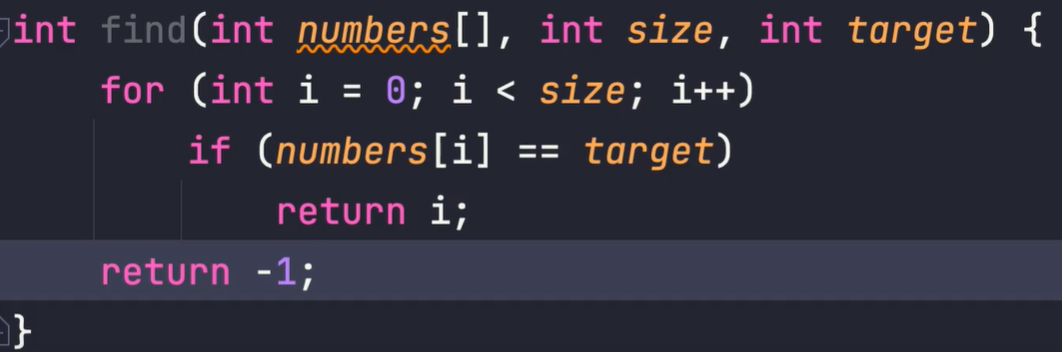 int find(int numbers[], int size, int target) {
    for (int i = 0; i < size; i++)
        if (numbers[i] == target)
            return i;
    return -1;
}